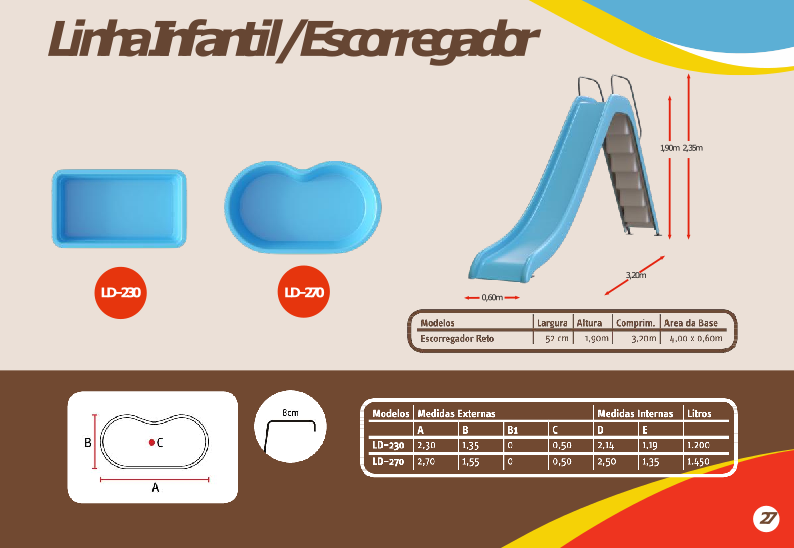 Linha Infantil / Escorregador
1,90m 2,35m
3,20m
0,60m
LD-230 LD-270
Modelos Largura Altura Comprim. Area da Base
Escorregador Reto 52 cm 1,90m 3,20m 4,00 x 0,60m
B C
A
8cm
Modelos Medidas Externas Medidas Internas Litros
A B B1 C D E
LD-230 2,30 1,35 0 0,50 2,14 1,19 1.200
LD-270 2,70 1,55 0 0,50 2,50 1,35 1.450
27